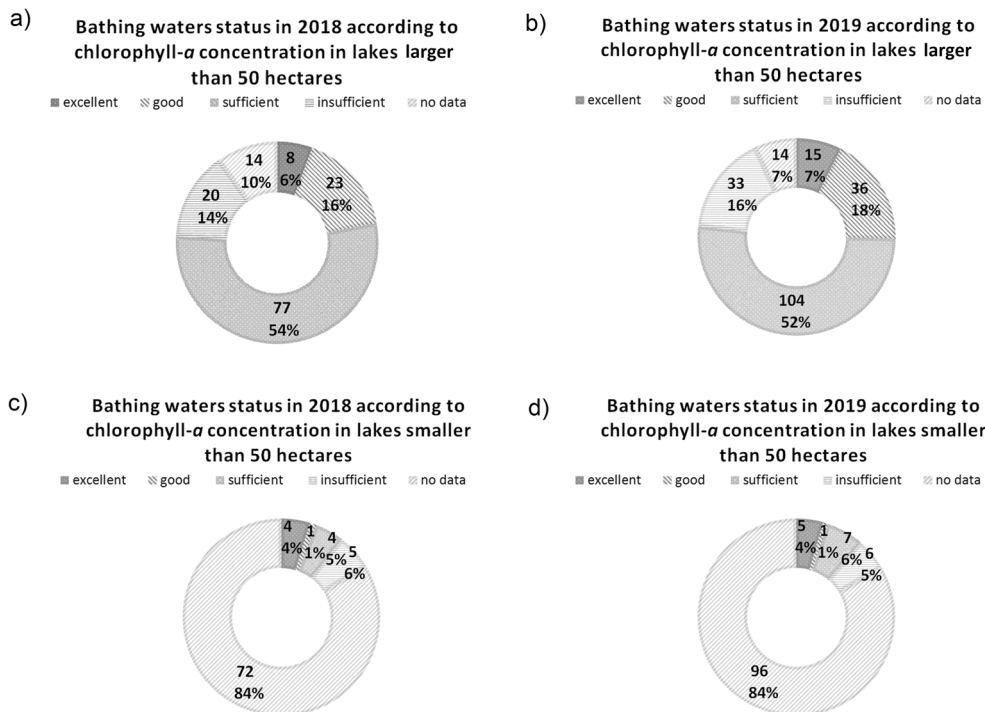 a)
Bathing waters status in 2018 according to
chlorophyll-a concentration in lakes larger
than 50 hectares
excellent good sufficient insufficient no data
8
6%
23
16%
77
54%
20
14%
14
10%
b)
Bathing waters status in 2019 according to
chlorophyll-a concentration in lakes larger
than 50 hectares
excellent good sufficient insufficient no data
15
7%
36
18%
104
52%
33
16%
14
7%
c)
Bathing waters status in 2018 according to
chlorophyll-a concentration in lakes smaller
than 50 hectares
excellent good sufficient insufficient no data
4
4%
1
1%
4
5%
5
6%
72
84%
d)
Bathing waters status in 2019 according to
chlorophyll-a concentration in lakes smaller
than 50 hectares
excellent good sufficient insufficient no data
5
4%
1
1%
7
6%
6
5%
96
84%